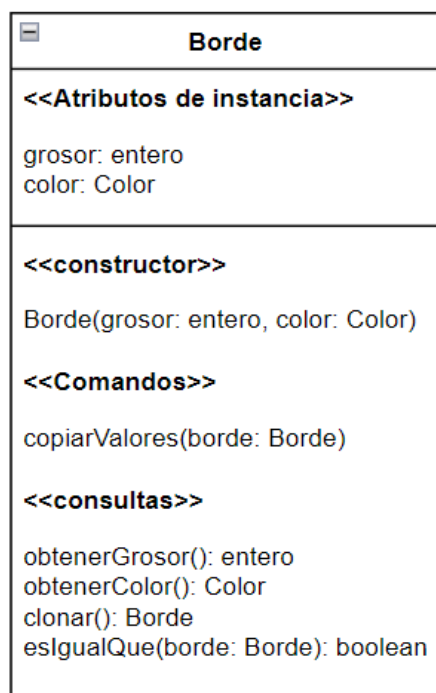 Borde
<<Atributos de instancia>>
grosor: entero
color: Color
<<constructor>>
Borde(grosor: entero, color: Color)
<<Comandos>>
copiarValores(borde: Borde)
<<consultas>>
obtenerGrosor(): entero
obtenerColor(): Color
clonar(): Borde
esIgualQue(borde: Borde): boolean